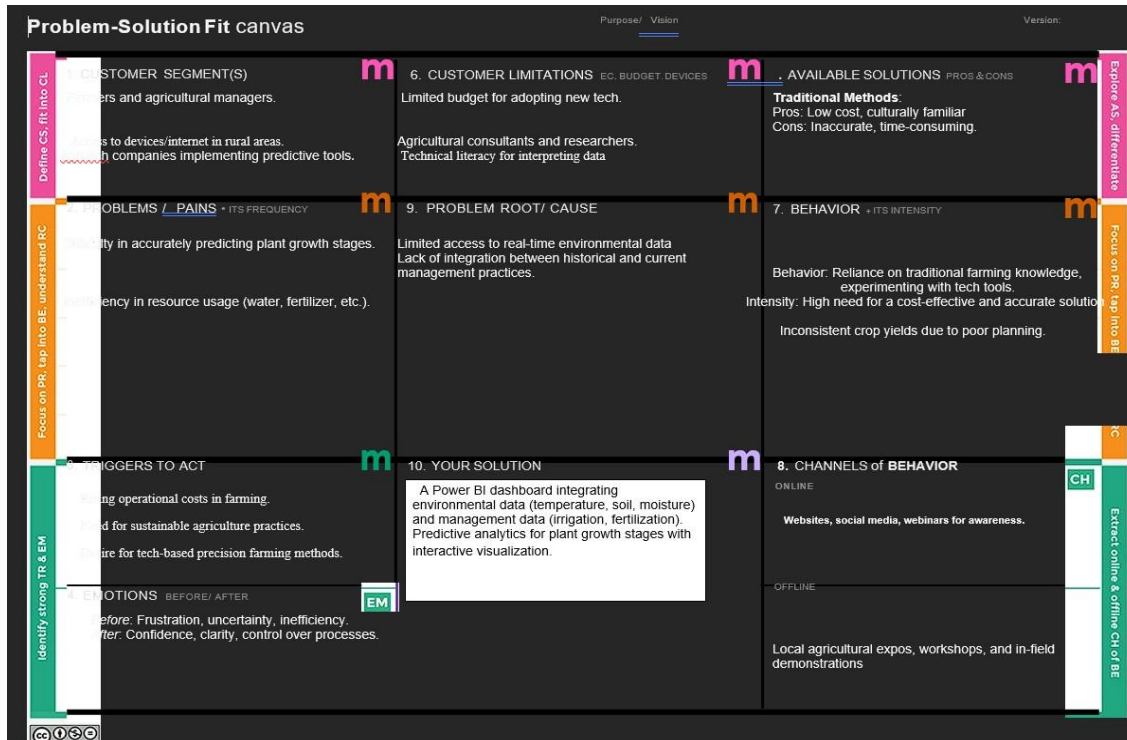 Problem-Solution Fit canvas
Purpose/ Vision
Version:
Define CS, fit into CL
CUSTOMER SEGMENT(S)
m
ers and agricultural managers.
s to devices/internet in rural areas.
h companies implementing predictive tools.
6. CUSTOMER LIMITATIONS EC. BUDGET. DEVICES
m
Limited budget for adopting new tech.
Agricultural consultants and researchers.
Technical literacy for interpreting data
. AVAILABLE SOLUTIONS PROS & CONS
m
Traditional Methods:
Pros: Low cost, culturally familiar
Cons: Inaccurate, time-consuming.
Explore AS, differentiate
Focus on PR, tap into BE, understand RC
2. PROBLEMS / PAINS + ITS FREQUENCY
m
lty in accurately predicting plant growth stages.
ency in resource usage (water, fertilizer, etc.).
9. PROBLEM ROOT/ CAUSE
m
Limited access to real-time environmental data
Lack of integration between historical and current
management practices.
7. BEHAVIOR + ITS INTENSITY
m
Behavior: Reliance on traditional farming knowledge,
experimenting with tech tools.
Intensity: High need for a cost-effective and accurate solution
Inconsistent crop yields due to poor planning.
Focus on PR, tap into BE
RC
Identify strong TR & EM
TRIGGERS TO ACT
m
ng operational costs in farming.
d for sustainable agriculture practices.
ire for tech-based precision farming methods.
4. EMOTIONS BEFORE/ AFTER
EM
Before: Frustration, uncertainty, inefficiency.
After: Confidence, clarity, control over processes.
10. YOUR SOLUTION
m
A Power BI dashboard integrating
environmental data (temperature, soil, moisture)
and management data (irrigation, fertilization).
Predictive analytics for plant growth stages with
interactive visualization.
8. CHANNELS of BEHAVIOR
CH
ONLINE
Websites, social media, webinars for awareness.
OFFLINE
Local agricultural expos, workshops, and in-field
demonstrations
Extract online & offline CH of BE
cc